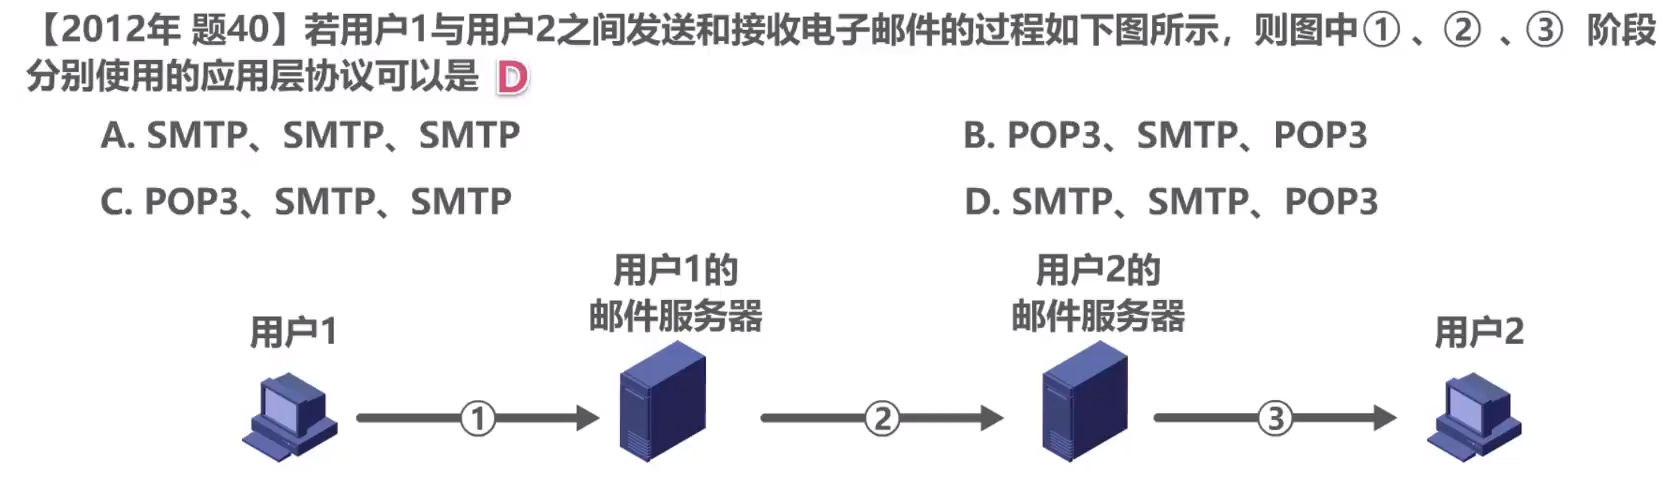 【2012年 题40】若用户1与用户2之间发送和接收电子邮件的过程如下图所示，则图中①、②、③ 阶段
分别使用的应用层协议可以是 D
A. SMTP、SMTP、SMTP
B. POP3、SMTP、POP3
C. POP3、SMTP、SMTP
D. SMTP、SMTP、POP3
用户1
用户1的
邮件服务器
用户2的
邮件服务器
用户2
①
②
③